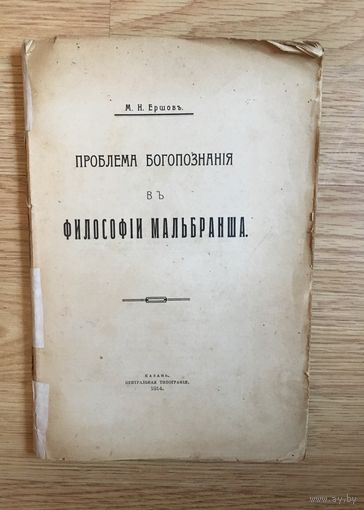 М. Н. Ершовъ.
ПРОБЛЕМА БОГОПОЗНАНІЯ
ВЪ
ФИЛОСОФІИ МАЛЬБРАНША.
КАЗАНЬ.
ЦЕНТРАЛЬНАЯ ТИПОГРАФІЯ.
1914.
www.ay.by